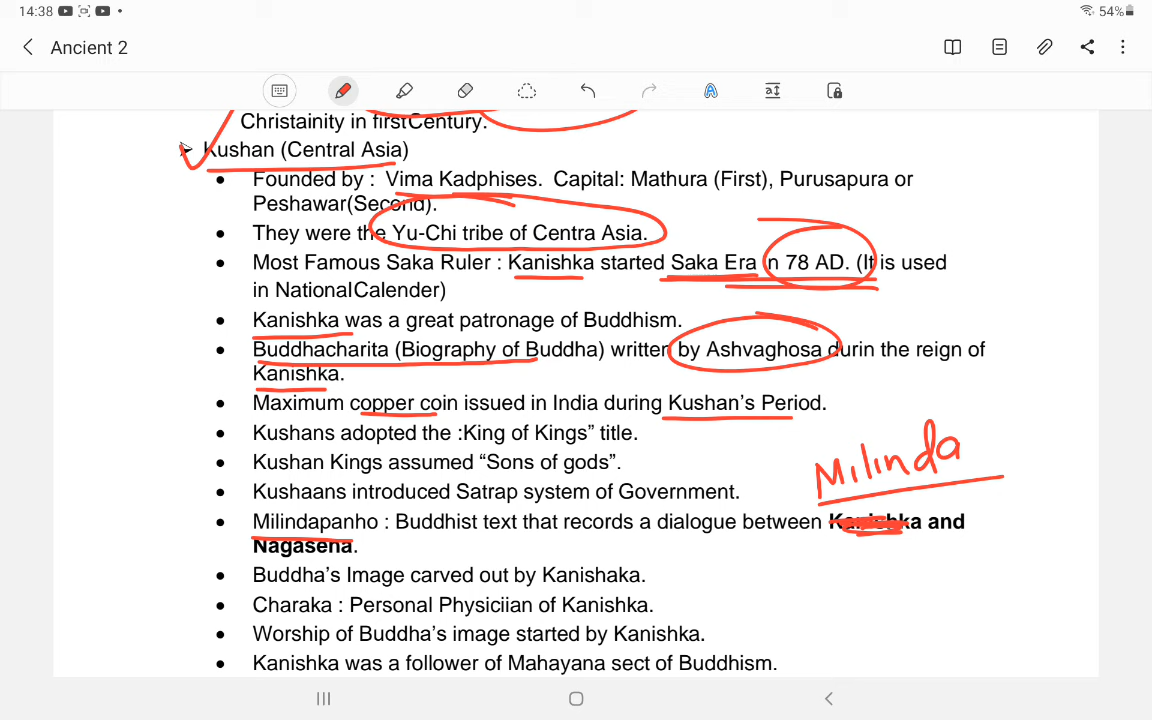 14:38
54%
Ancient 2
Christainity in firstCentury.
Kushan (Central Asia)
Founded by : Vima Kadphises. Capital: Mathura (First), Purusapura or
Peshawar(Second).
They were the Yu-Chi tribe of Centra Asia.
Most Famous Saka Ruler : Kanishka started Saka Era in 78 AD. (It is used
in NationalCalender)
Kanishka was a great patronage of Buddhism.
Buddhacharita (Biography of Buddha) written by Ashvaghosa durin the reign of
Kanishka.
Maximum copper coin issued in India during Kushan's Period.
Kushans adopted the :King of Kings” title.
Kushan Kings assumed “Sons of gods”.
Kushaans introduced Satrap system of Government.
Milinda
Milindapanho : Buddhist text that records a dialogue between Kanishka and
Nagasena.
Buddha's Image carved out by Kanishaka.
Charaka : Personal Physiciian of Kanishka.
Worship of Buddha's image started by Kanishka.
Kanishka was a follower of Mahayana sect of Buddhism.